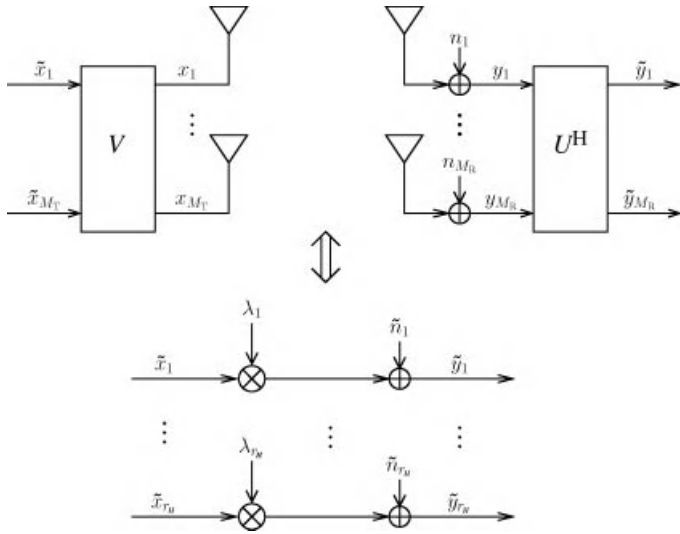 n₁
x̃₁ x₁ y₁ ỹ₁
⋮ ⋮
V Uᴴ
n_{M_R}
x̃_{M_T} x_{M_T} y_{M_R} ỹ_{M_R}
λ₁ ñ₁
x̃₁ ỹ₁
⋮ ⋮ ⋮
λ_{r_H} ñ_{r_H}
x̃_{r_H} ỹ_{r_H}